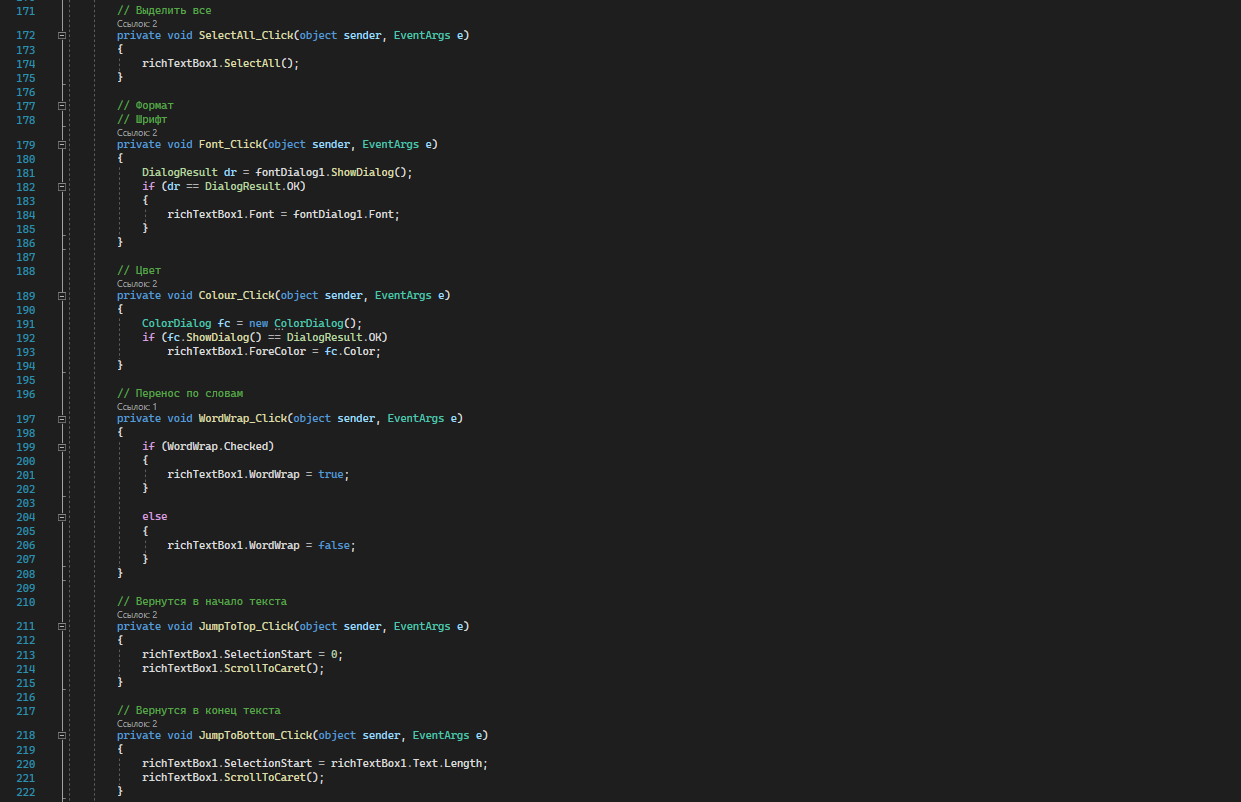 171 // Выделить все
Ссылок: 2
172 private void SelectAll_Click(object sender, EventArgs e)
173 {
174 richTextBox1.SelectAll();
175 }
176
177 // Формат
178 // Шрифт
Ссылок: 2
179 private void Font_Click(object sender, EventArgs e)
180 {
181 DialogResult dr = fontDialog1.ShowDialog();
182 if (dr == DialogResult.OK)
183 {
184 richTextBox1.Font = fontDialog1.Font;
185 }
186 }
187
188 // Цвет
Ссылок: 2
189 private void Colour_Click(object sender, EventArgs e)
190 {
191 ColorDialog fc = new ColorDialog();
192 if (fc.ShowDialog() == DialogResult.OK)
193 richTextBox1.ForeColor = fc.Color;
194 }
195
196 // Перенос по словам
Ссылок: 1
197 private void WordWrap_Click(object sender, EventArgs e)
198 {
199 if (WordWrap.Checked)
200 {
201 richTextBox1.WordWrap = true;
202 }
203
204 else
205 {
206 richTextBox1.WordWrap = false;
207 }
208 }
209
210 // Вернутся в начало текста
Ссылок: 2
211 private void JumpToTop_Click(object sender, EventArgs e)
212 {
213 richTextBox1.SelectionStart = 0;
214 richTextBox1.ScrollToCaret();
215 }
216
217 // Вернутся в конец текста
Ссылок: 2
218 private void JumpToBottom_Click(object sender, EventArgs e)
219 {
220 richTextBox1.SelectionStart = richTextBox1.Text.Length;
221 richTextBox1.ScrollToCaret();
222 }